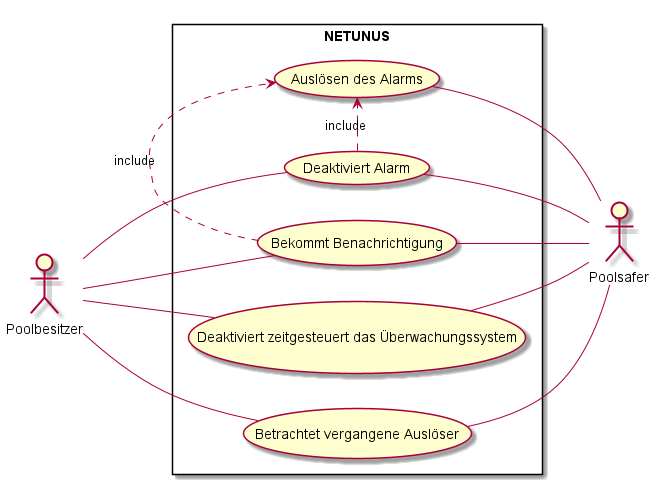 NETUNUS
Auslösen des Alarms
include
include
Deaktiviert Alarm
Bekommt Benachrichtigung
Poolsafer
Poolbesitzer
Deaktiviert zeitgesteuert das Überwachungssystem
Betrachtet vergangene Auslöser